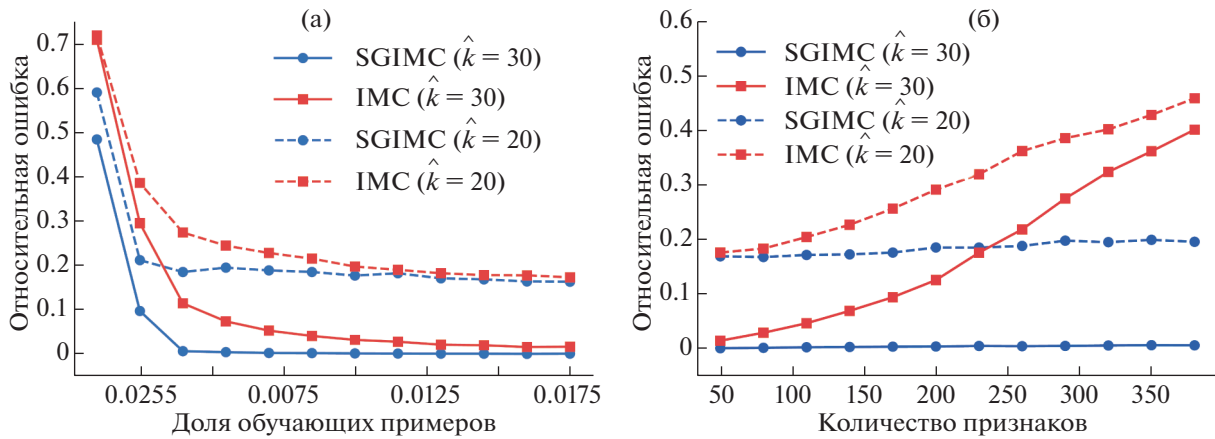 (а)
0.7
0.6
0.5
0.4
0.3
0.2
0.1
0
Относительная ошибка
SGIMC (k̂ = 30)
IMC (k̂ = 30)
SGIMC (k̂ = 20)
IMC (k̂ = 20)
0.0255 0.0075 0.0125 0.0175
Доля обучающих примеров
(б)
0.6
0.5
0.4
0.3
0.2
0.1
0
Относительная ошибка
SGIMC (k̂ = 30)
IMC (k̂ = 30)
SGIMC (k̂ = 20)
IMC (k̂ = 20)
50 100 150 200 250 300 350
Количество признаков